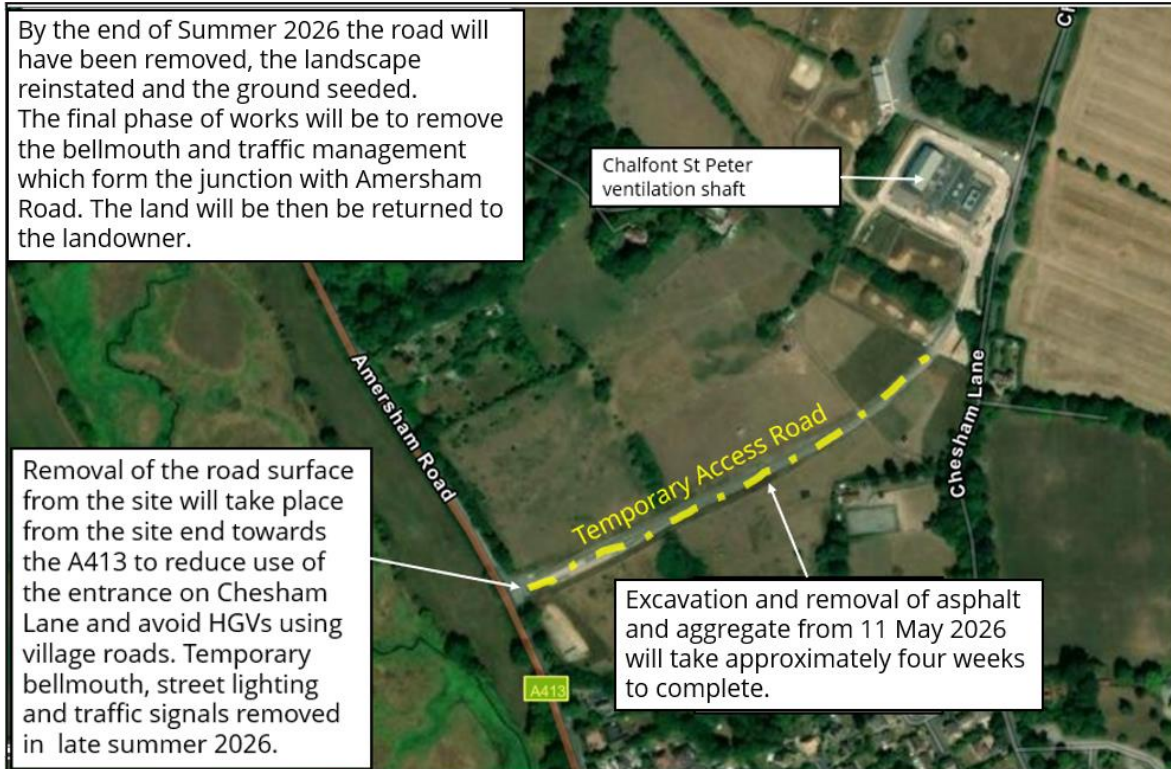 By the end of Summer 2026 the road will
have been removed, the landscape
reinstated and the ground seeded.
The final phase of works will be to remove
the bellmouth and traffic management
which form the junction with Amersham
Road. The land will be then be returned to
the landowner.
Ch
Chalfont St Peter
ventilation shaft
Amersham Road
Temporary Access Road
Chesham Lane
Removal of the road surface
from the site will take place
from the site end towards
the A413 to reduce use of
the entrance on Chesham
Lane and avoid HGVs using
village roads. Temporary
bellmouth, street lighting
and traffic signals removed
in late summer 2026.
Excavation and removal of asphalt
and aggregate from 11 May 2026
will take approximately four weeks
to complete.
A413